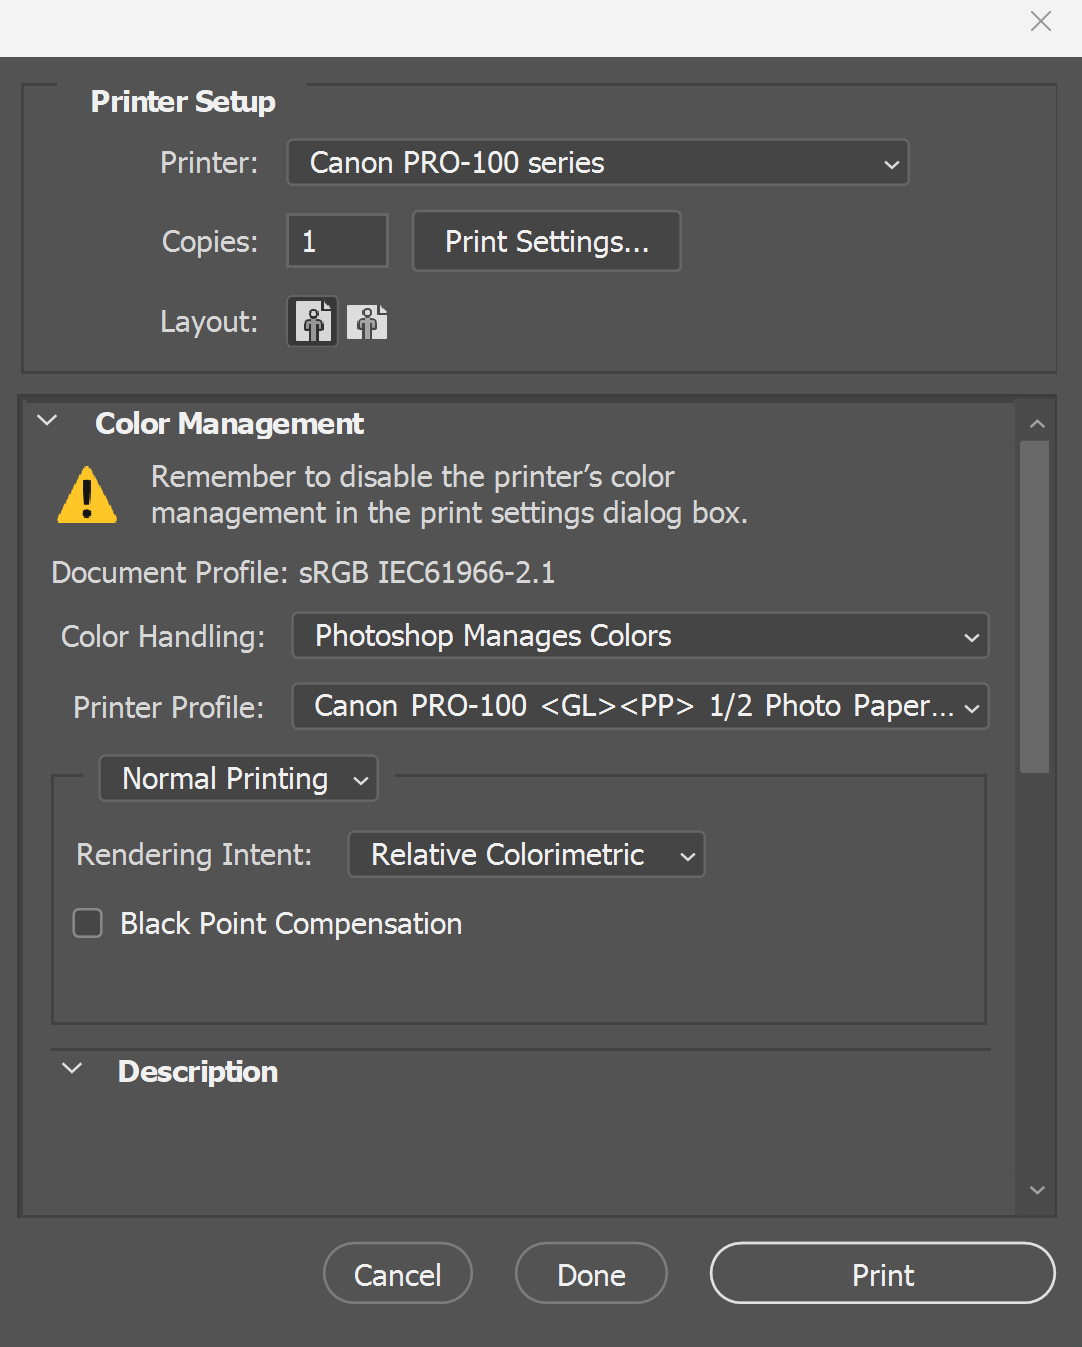 Printer Setup
Printer: Canon PRO-100 series
Copies: 1 Print Settings...
Layout:
Color Management
Remember to disable the printer’s color
management in the print settings dialog box.
Document Profile: sRGB IEC61966-2.1
Color Handling: Photoshop Manages Colors
Printer Profile: Canon PRO-100 <GL><PP> 1/2 Photo Paper...
Normal Printing
Rendering Intent: Relative Colorimetric
Black Point Compensation
Description
Cancel Done Print